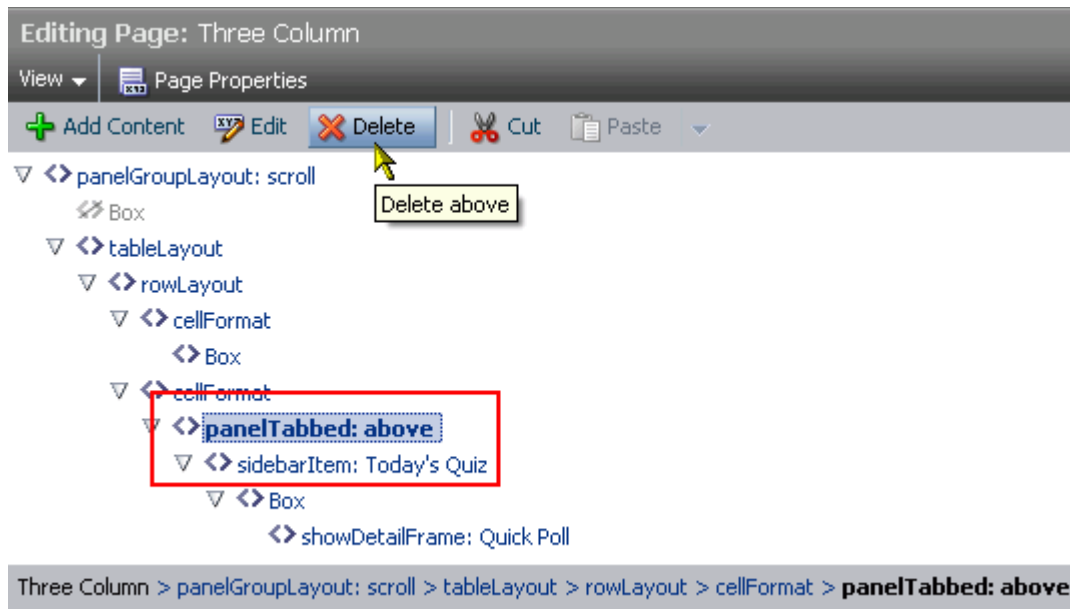 Editing Page: Three Column
View Page Properties
Add Content Edit Delete Cut Paste
panelGroupLayout: scroll
Delete above
Box
tableLayout
rowLayout
cellFormat
Box
cellFormat
panelTabbed: above
sidebarItem: Today's Quiz
Box
showDetailFrame: Quick Poll
Three Column > panelGroupLayout: scroll > tableLayout > rowLayout > cellFormat > panelTabbed: above